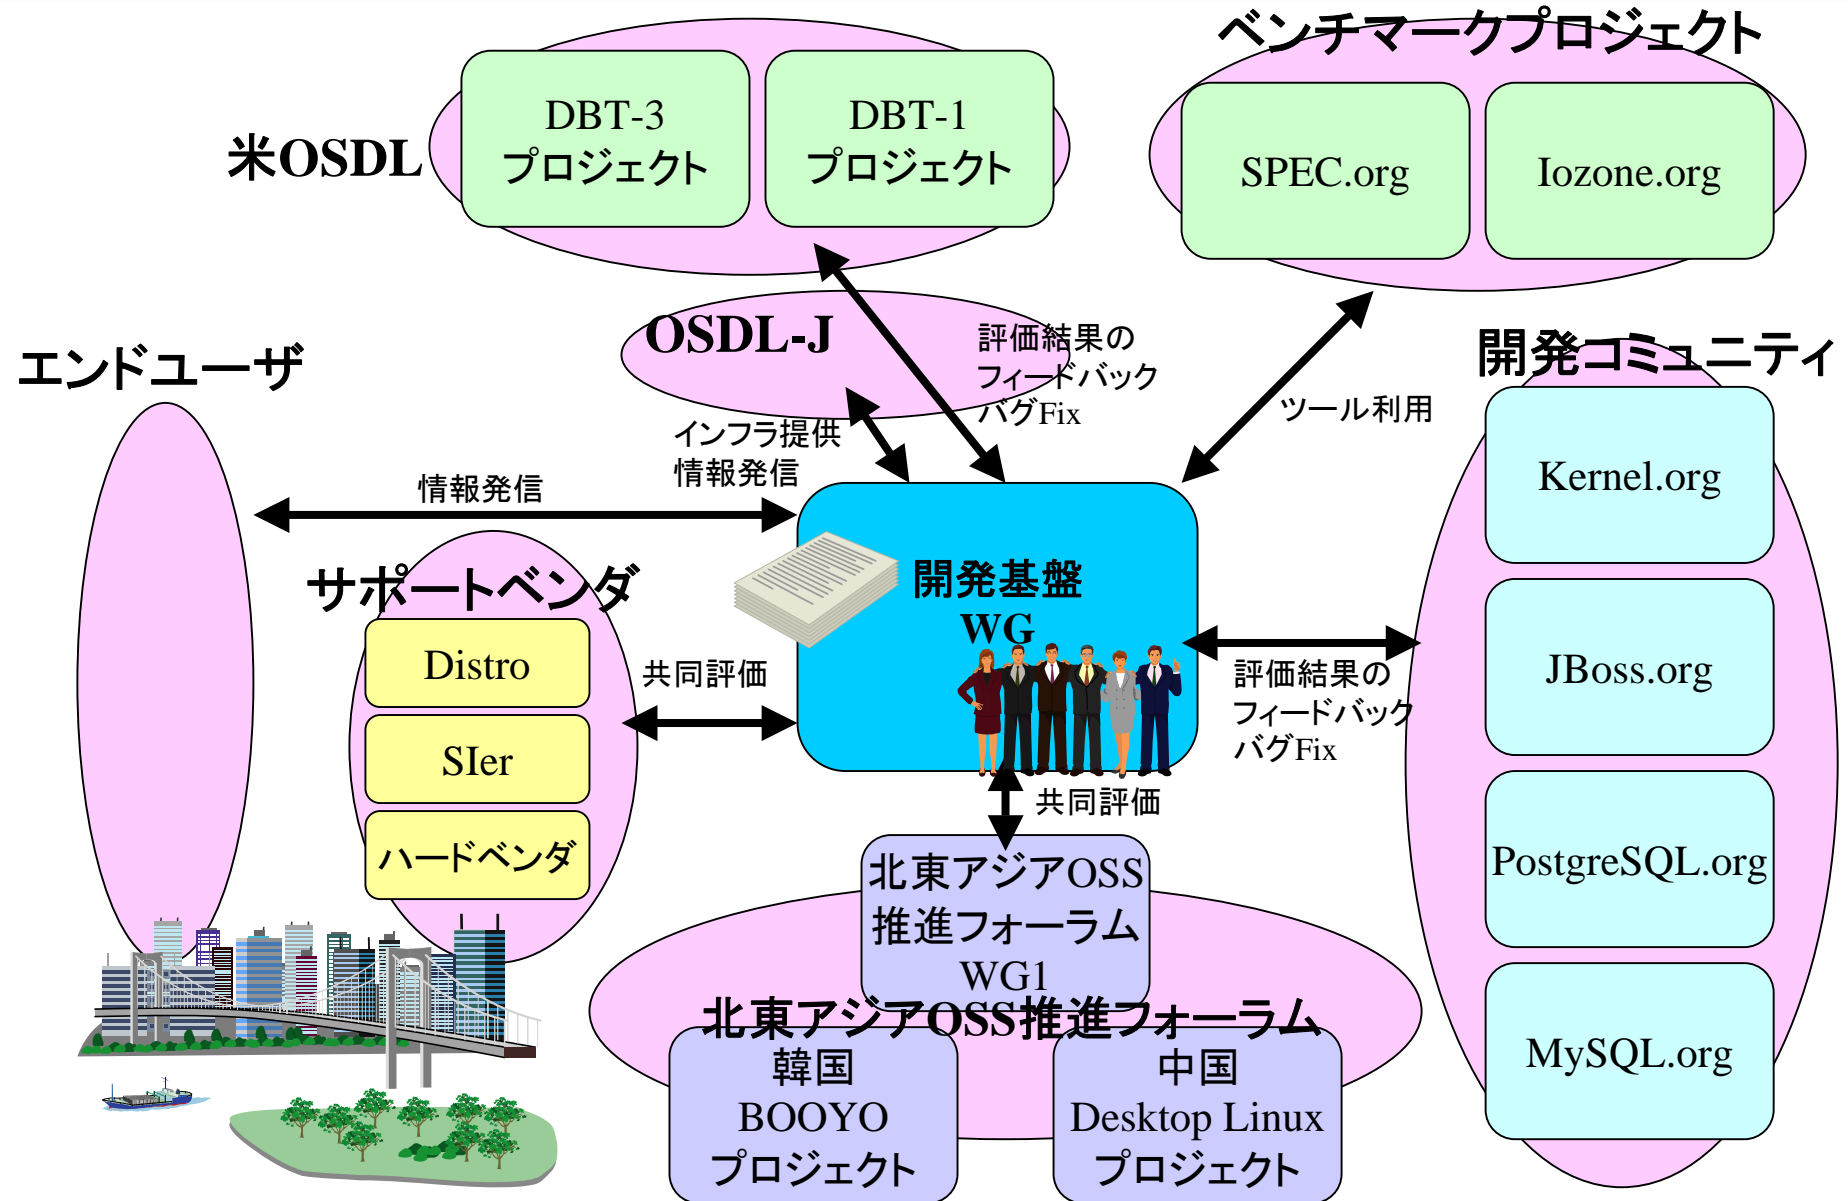 ベンチマークプロジェクト
米OSDL
DBT-3
プロジェクト
DBT-1
プロジェクト
SPEC.org
Iozone.org
OSDL-J
評価結果の
フィードバック
バグFix
ツール利用
エンドユーザ
インフラ提供
情報発信
情報発信
開発コミュニティ
Kernel.org
JBoss.org
PostgreSQL.org
MySQL.org
サポートベンダ
Distro
SIer
ハードベンダ
共同評価
開発基盤
WG
評価結果の
フィードバック
バグFix
共同評価
北東アジアOSS
推進フォーラム
WG1
北東アジアOSS推進フォーラム
韓国
BOOYO
プロジェクト
中国
Desktop Linux
プロジェクト